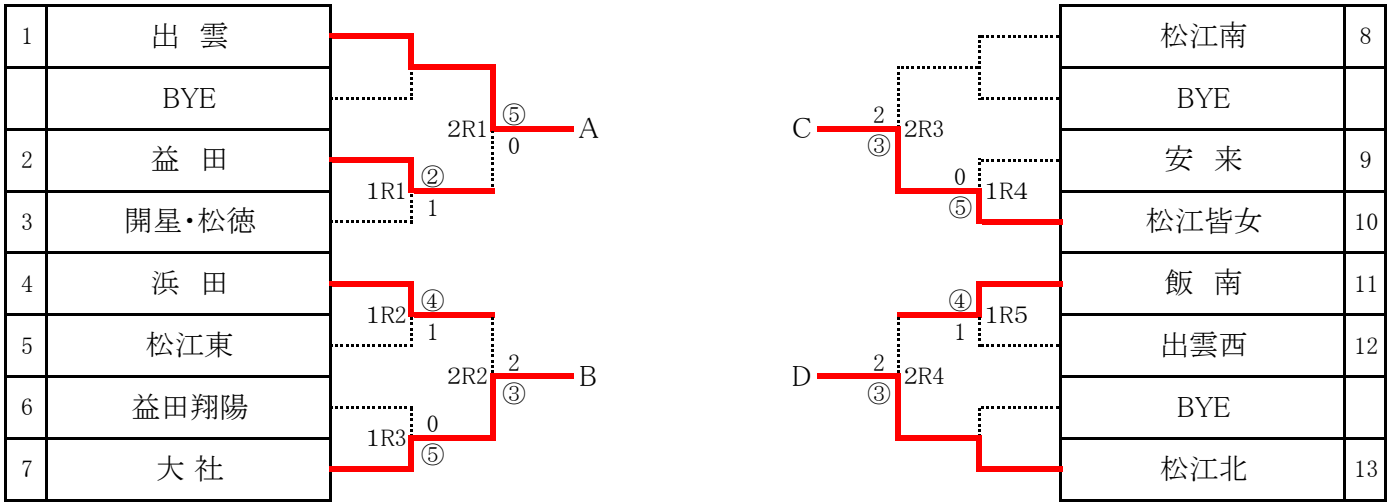 1 出 雲
BYE
2 益 田
3 開星・松徳
4 浜 田
5 松江東
6 益田翔陽
7 大 社
2R1 ⑤ A
0
1R1 ②
1
1R2 ④
1
2R2 2 B
③
1R3 0
⑤
松江南 8
BYE
安 来 9
松江皆女 10
飯 南 11
出雲西 12
BYE
松江北 13
C 2 2R3
③
0 1R4
⑤
④ 1R5
1
D 2 2R4
③